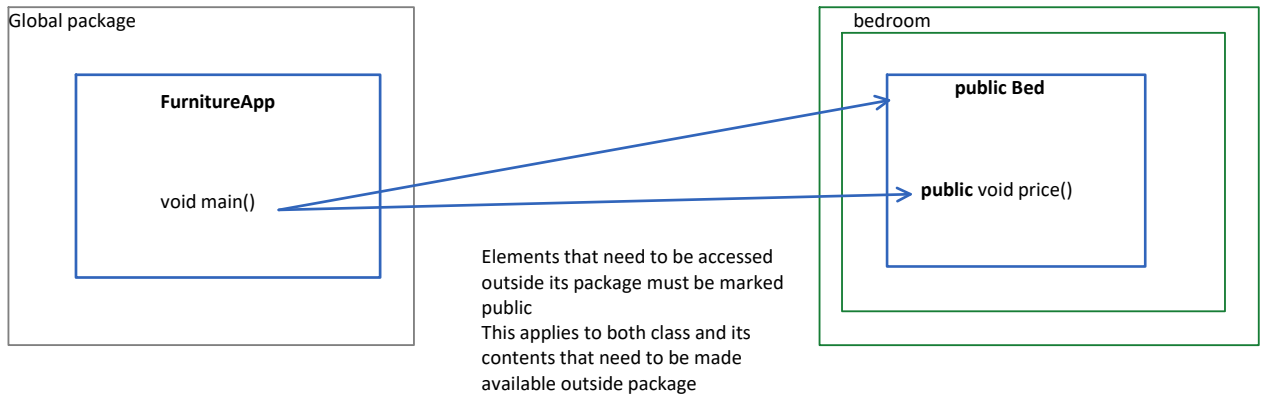 Global package
bedroom
FurnitureApp
public Bed
void main()
public void price()
Elements that need to be accessed
outside its package must be marked
public
This applies to both class and its
contents that need to be made
available outside package